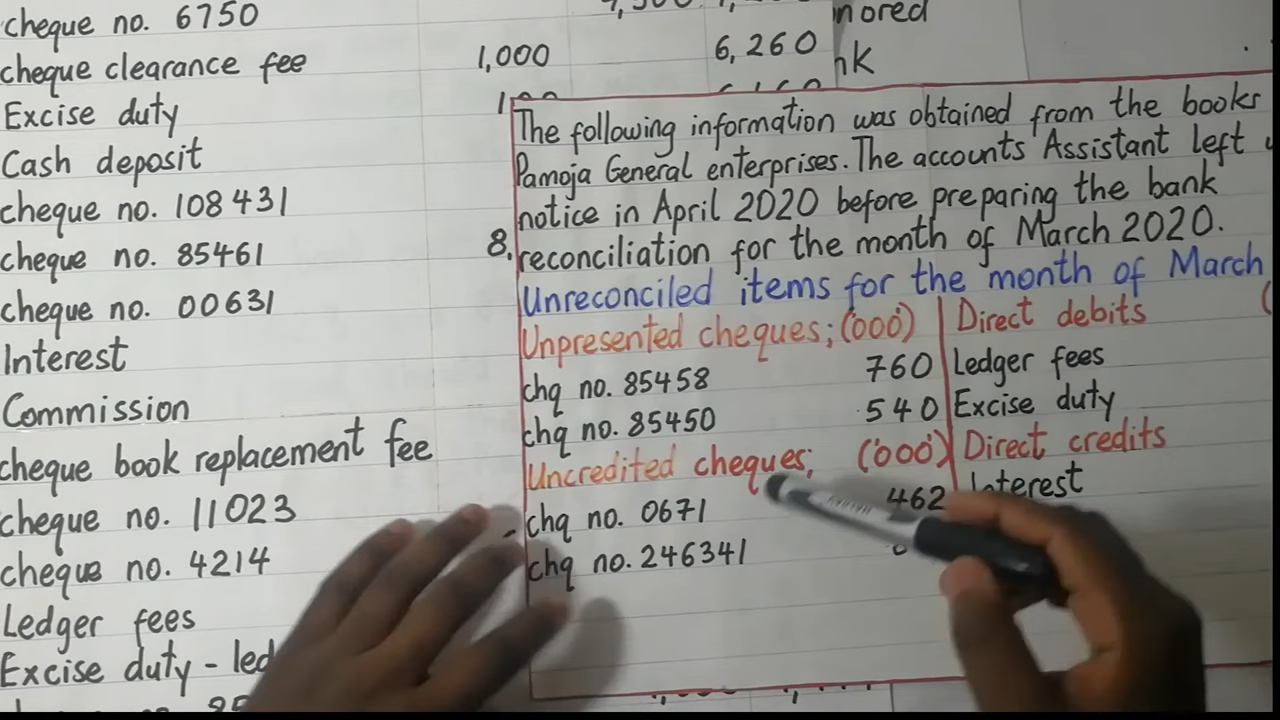 cheque no. 6750
cheque clearance fee 1,000 6,260
Excise duty
Cash deposit
cheque no. 108431
cheque no. 85461
cheque no. 00631
Interest
Commission
cheque book replacement fee
cheque no. 11023
cheque no. 4214
Ledger fees
Excise duty - led
The following information was obtained from the books
Pamoja General enterprises. The accounts Assistant left
notice in April 2020 before preparing the bank
8. reconciliation for the month of March 2020.
Unreconciled items for the month of March
Unpresented cheques; (000) Direct debits
chq no. 85458 760 Ledger fees
chq no. 85450 540 Excise duty
Uncredited cheques; (000) Direct credits
chq no. 0671 462 Interest
chq no. 246341